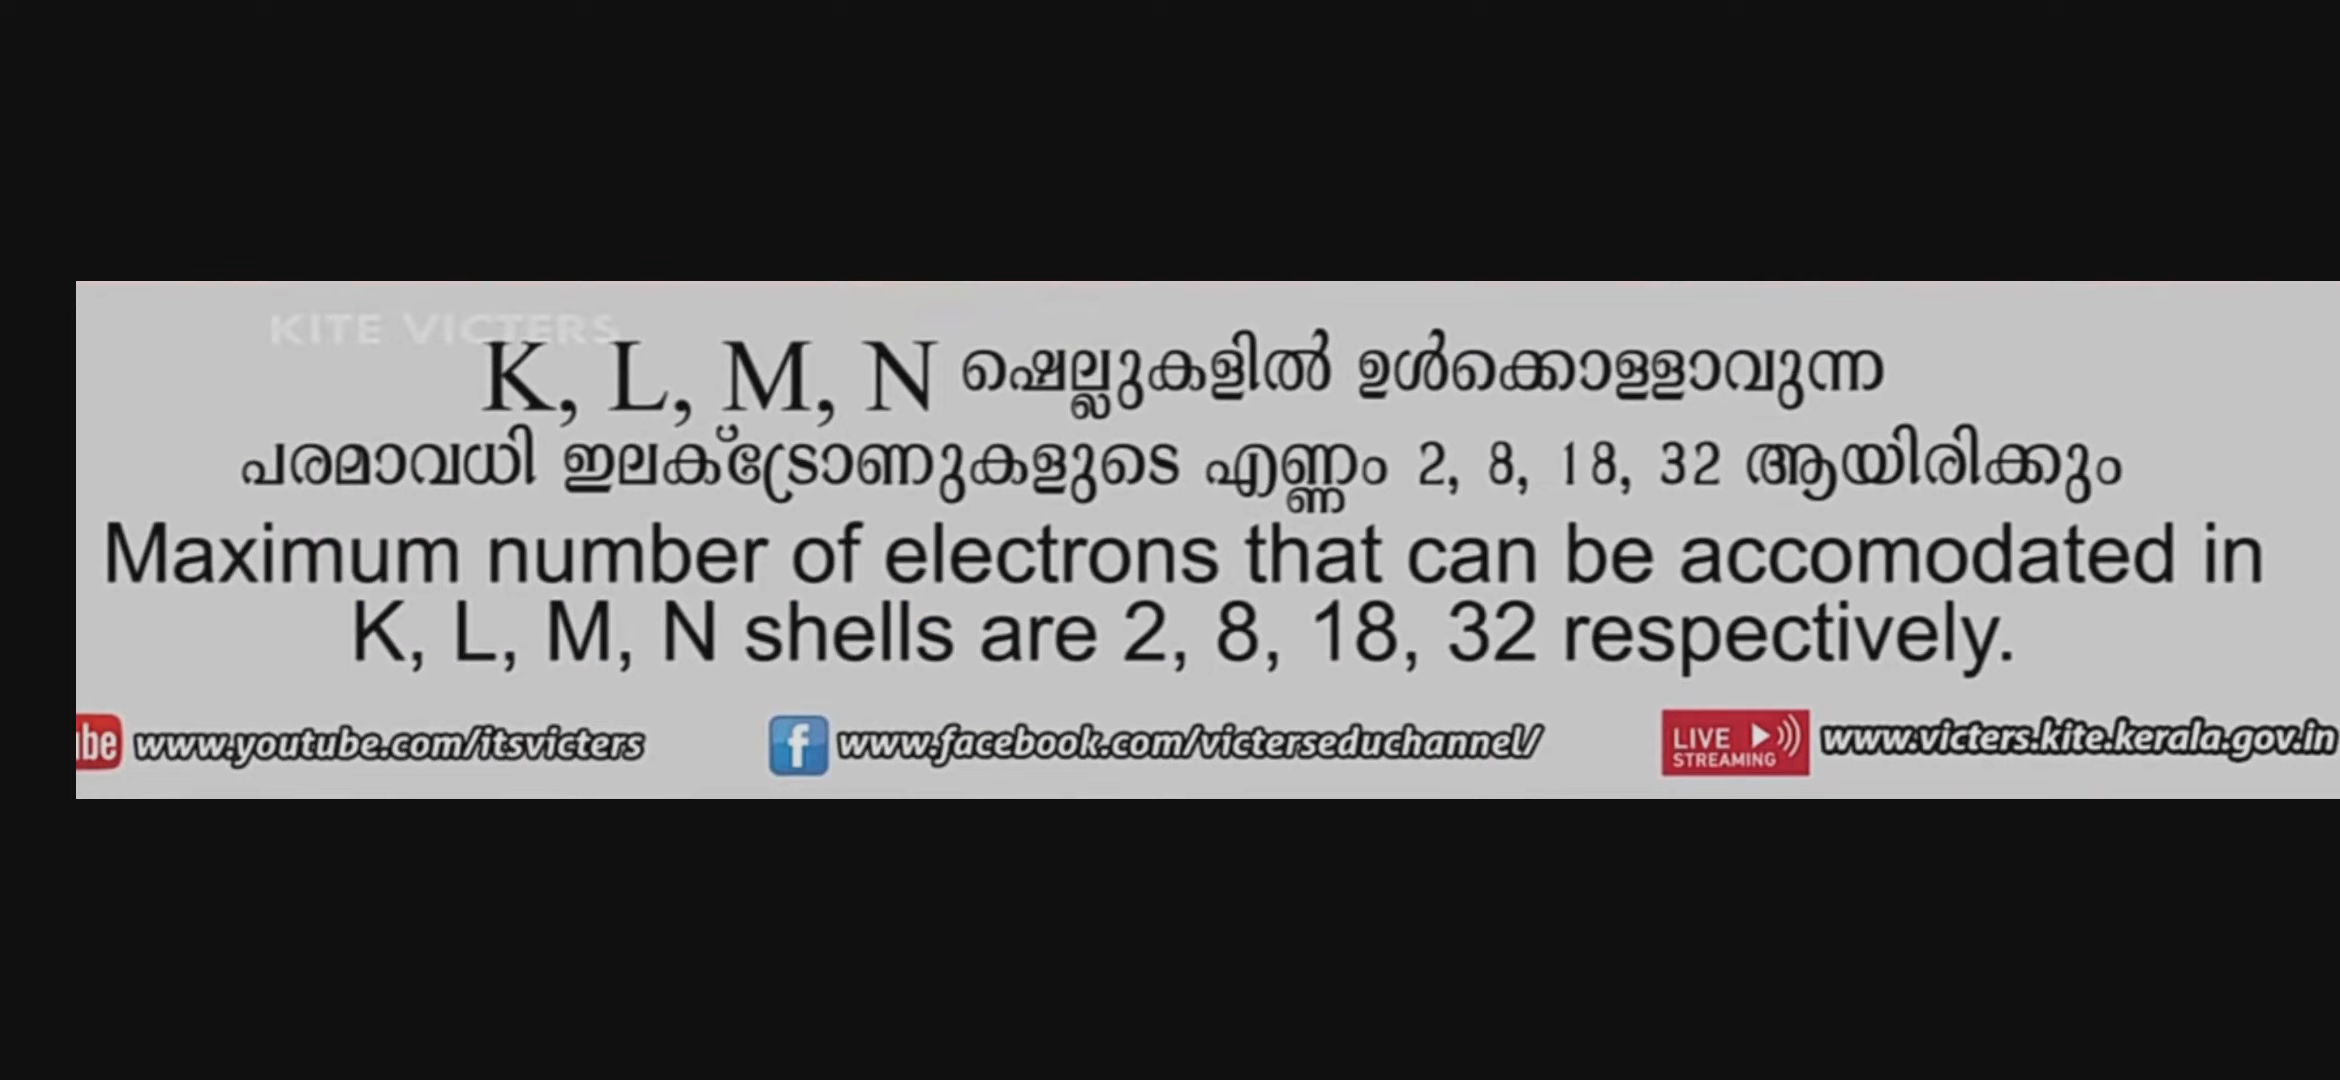 KITE VICTERS
K, L, M, N ഷെല്ലുകളിൽ ഉൾക്കൊളളാവുന്ന
പരമാവധി ഇലക്ട്രോണുകളുടെ എണ്ണം 2, 8, 18, 32 ആയിരിക്കും
Maximum number of electrons that can be accomodated in
K, L, M, N shells are 2, 8, 18, 32 respectively.
be www.youtube.com/itsvicters www.facebook.com/victerseduchannel/ LIVE STREAMING www.victers.kite.kerala.gov.in